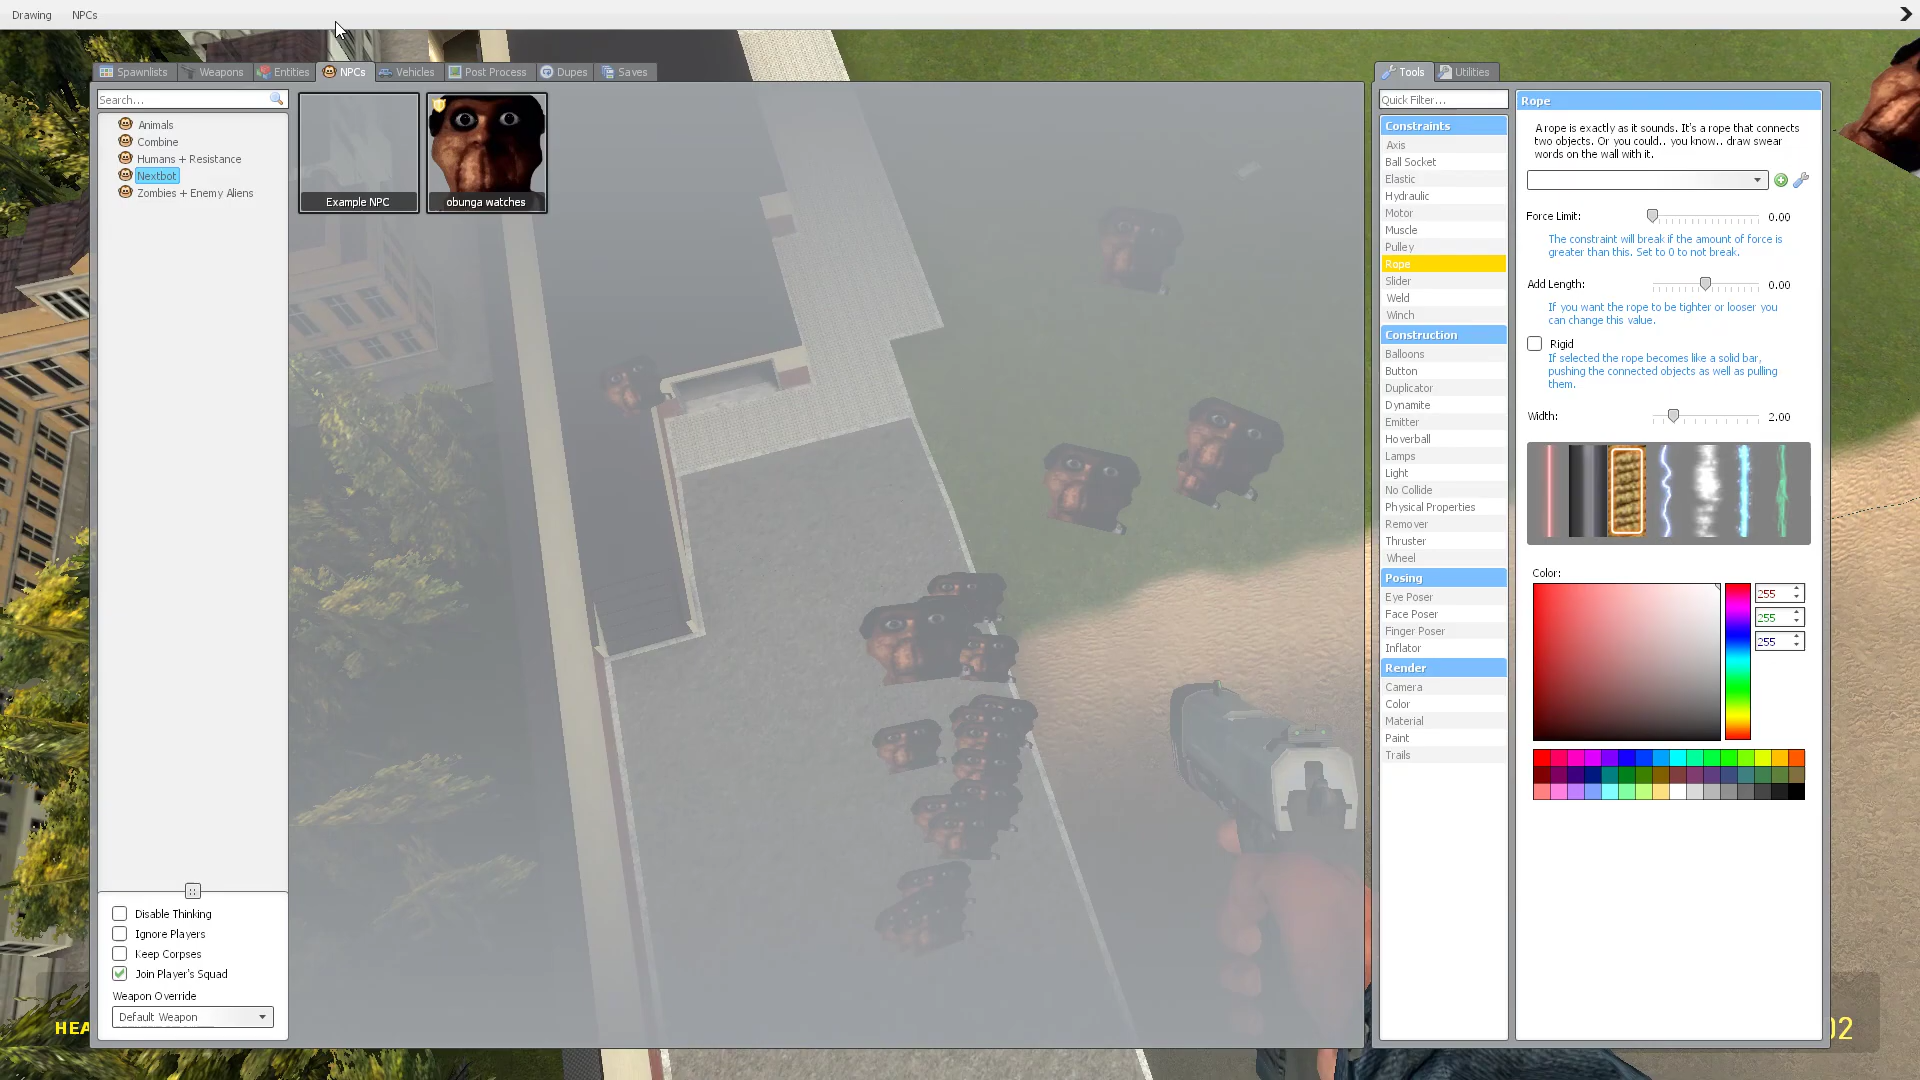 Drawing NPCs
Spawnlists Weapons Entities NPCs Vehicles Post Process Dupes Saves
Search...
Animals
Combine
Humans + Resistance
Nextbot
Zombies + Enemy Aliens
Example NPC
obunga watches
Disable Thinking
Ignore Players
Keep Corpses
Join Player's Squad
Weapon Override
Default Weapon
HEA
Tools Utilities
Quick Filter...
Constraints
Axis
Ball Socket
Elastic
Hydraulic
Motor
Muscle
Pulley
Rope
Slider
Weld
Winch
Construction
Balloons
Button
Duplicator
Dynamite
Emitter
Hoverball
Lamps
Light
No Collide
Physical Properties
Remover
Thruster
Wheel
Posing
Eye Poser
Face Poser
Finger Poser
Inflator
Render
Camera
Color
Material
Paint
Trails
Rope
A rope is exactly as it sounds. It's a rope that connects
two objects. Or you could.. you know.. draw swear
words on the wall with it.
Force Limit: 0.00
The constraint will break if the amount of force is
greater than this. Set to 0 to not break.
Add Length: 0.00
If you want the rope to be tighter or looser you
can change this value.
Rigid
If selected the rope becomes like a solid bar,
pushing the connected objects as well as pulling
them.
Width: 2.00
Color:
255
255
255
02